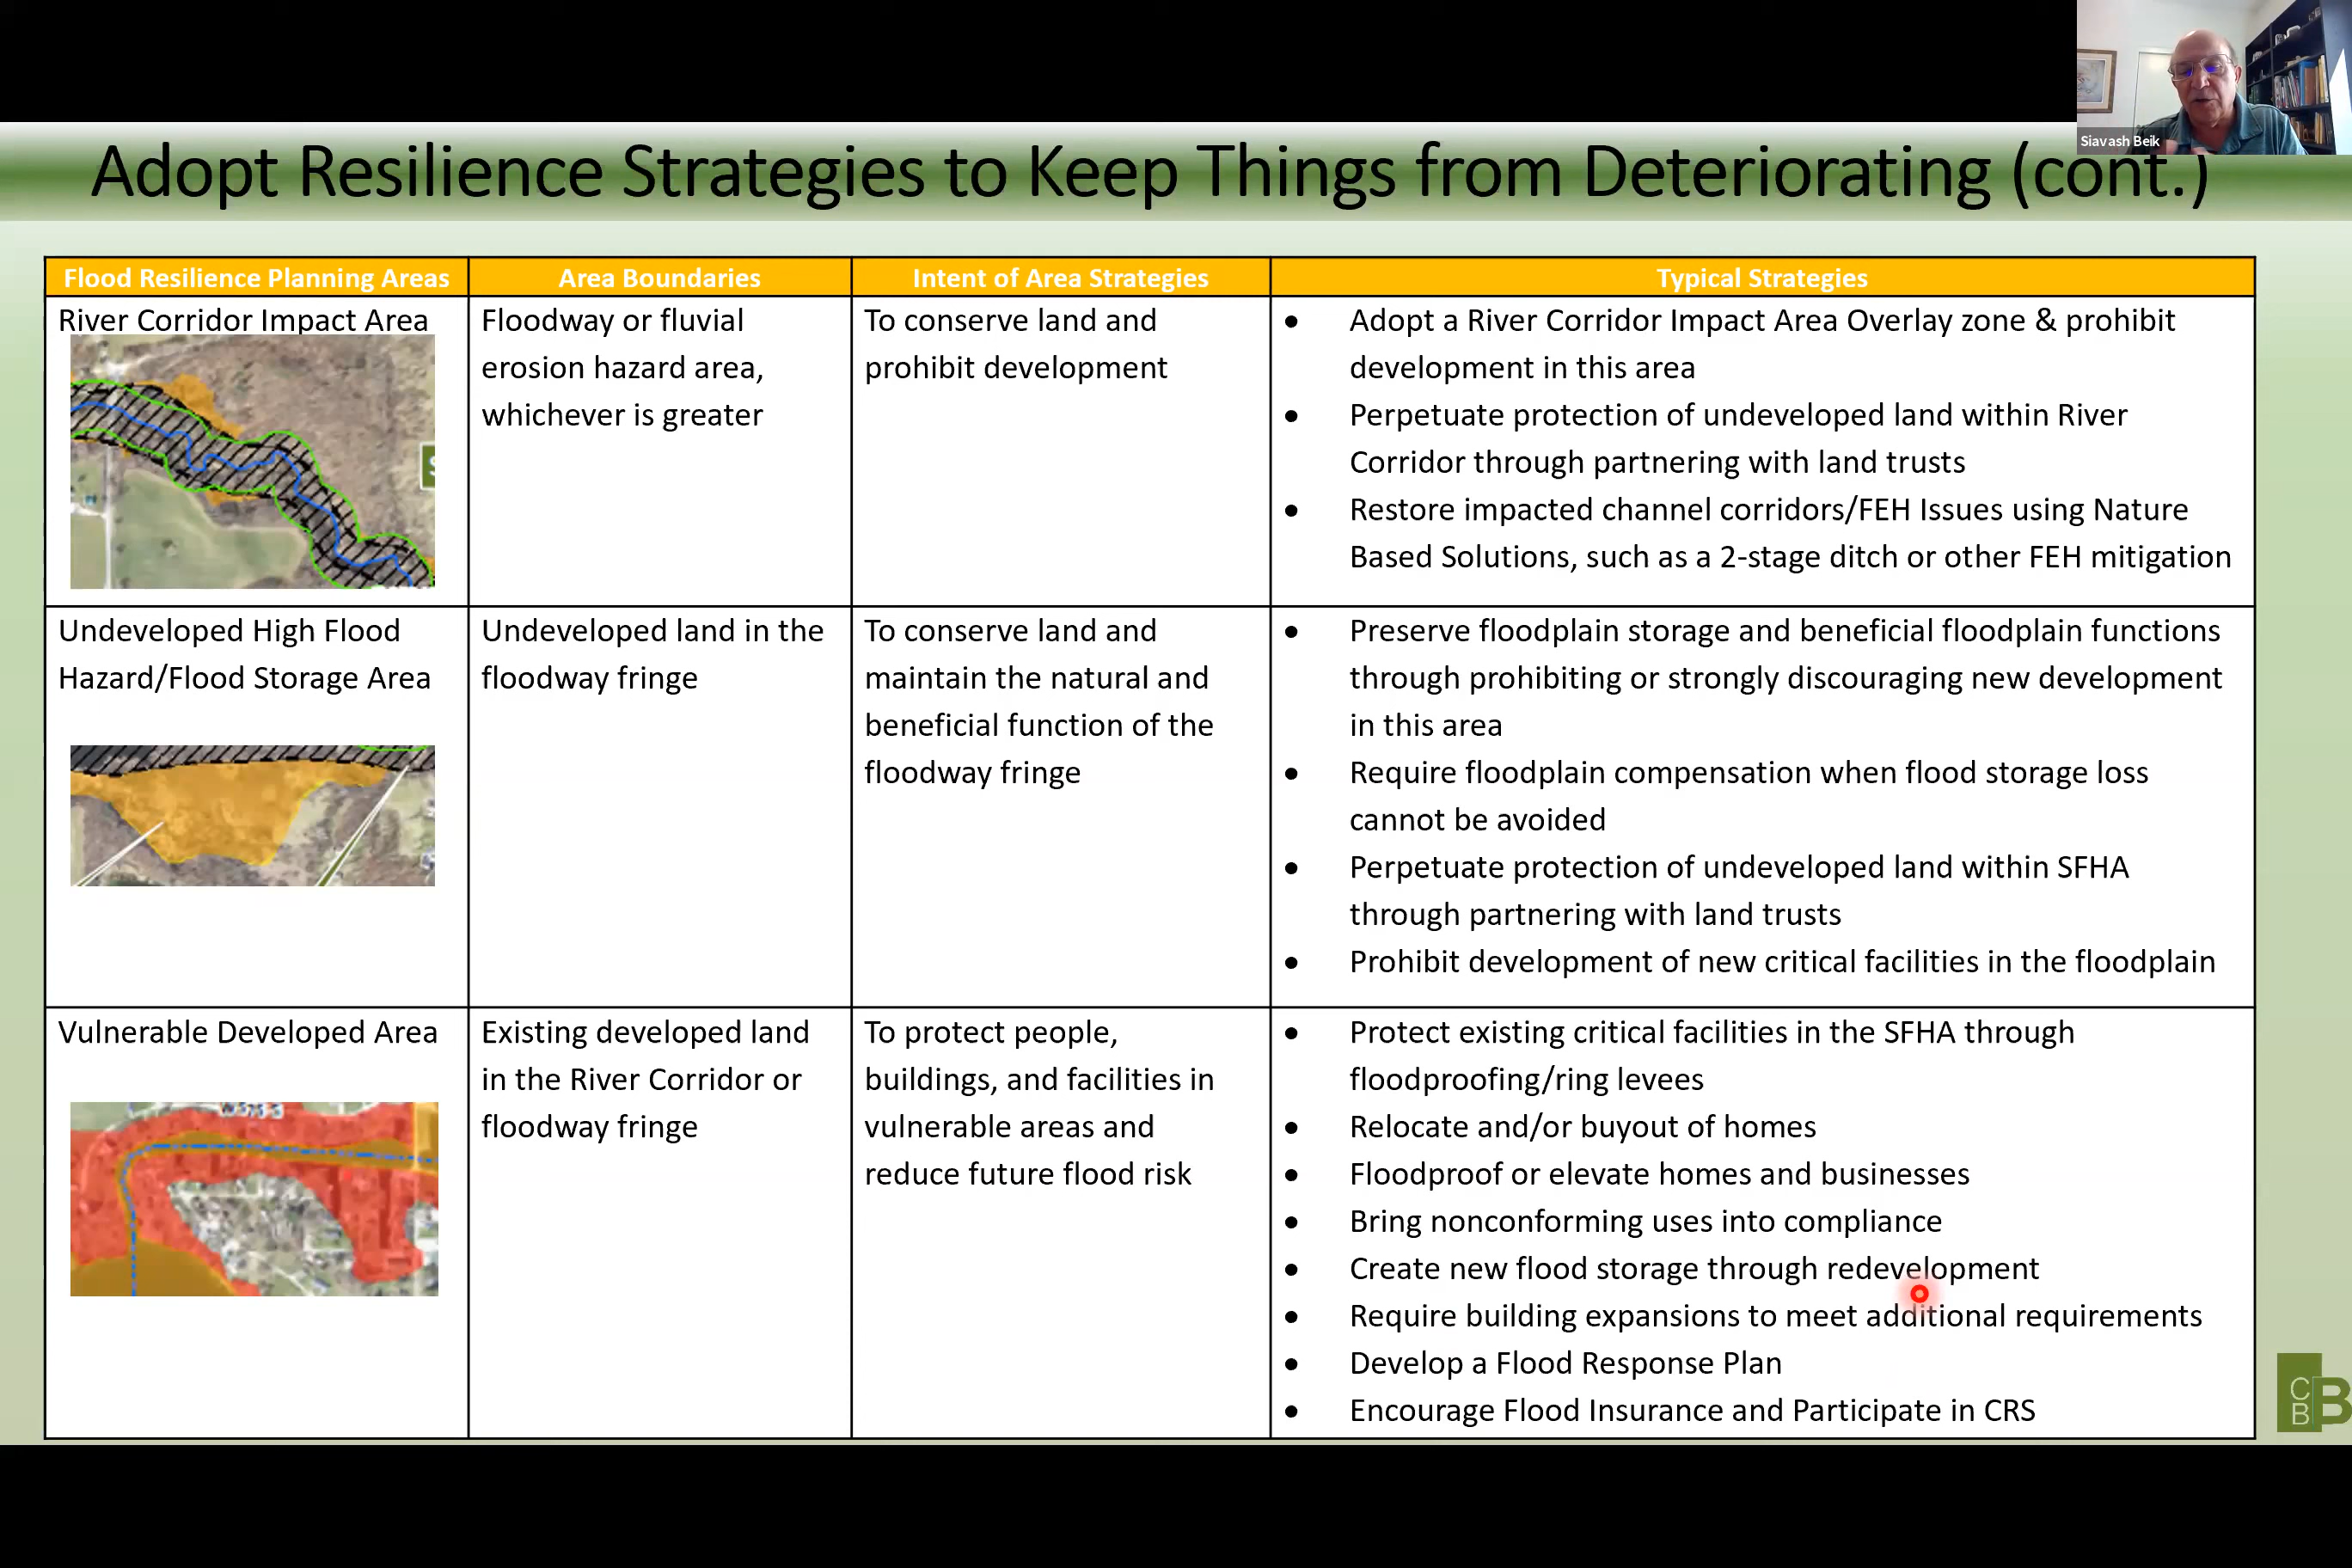 Siavash Beik
Adopt Resilience Strategies to Keep Things from Deteriorating (cont.)
Flood Resilience Planning Areas
Area Boundaries
Intent of Area Strategies
Typical Strategies
River Corridor Impact Area
Floodway or fluvial
erosion hazard area,
whichever is greater
To conserve land and
prohibit development
• Adopt a River Corridor Impact Area Overlay zone & prohibit
development in this area
• Perpetuate protection of undeveloped land within River
Corridor through partnering with land trusts
• Restore impacted channel corridors/FEH Issues using Nature
Based Solutions, such as a 2-stage ditch or other FEH mitigation
Undeveloped High Flood
Hazard/Flood Storage Area
Undeveloped land in the
floodway fringe
To conserve land and
maintain the natural and
beneficial function of the
floodway fringe
• Preserve floodplain storage and beneficial floodplain functions
through prohibiting or strongly discouraging new development
in this area
• Require floodplain compensation when flood storage loss
cannot be avoided
• Perpetuate protection of undeveloped land within SFHA
through partnering with land trusts
• Prohibit development of new critical facilities in the floodplain
Vulnerable Developed Area
Existing developed land
in the River Corridor or
floodway fringe
To protect people,
buildings, and facilities in
vulnerable areas and
reduce future flood risk
• Protect existing critical facilities in the SFHA through
floodproofing/ring levees
• Relocate and/or buyout of homes
• Floodproof or elevate homes and businesses
• Bring nonconforming uses into compliance
• Create new flood storage through redevelopment
• Require building expansions to meet additional requirements
• Develop a Flood Response Plan
• Encourage Flood Insurance and Participate in CRS
C
B
B